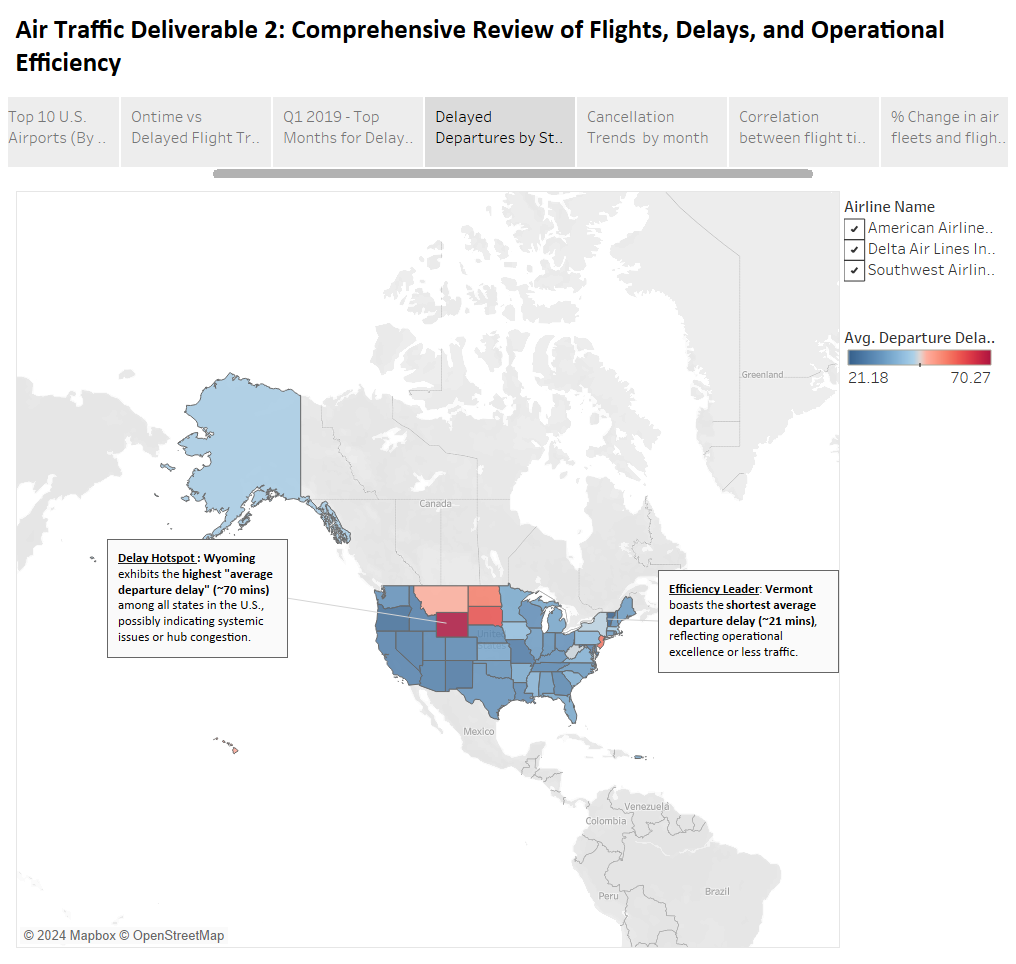 Air Traffic Deliverable 2: Comprehensive Review of Flights, Delays, and Operational
Efficiency
Top 10 U.S.
Airports (By ..
Ontime vs
Delayed Flight Tr..
Q1 2019 - Top
Months for Delay..
Delayed
Departures by St..
Cancellation
Trends by month
Correlation
between flight ti..
% Change in air
fleets and fligh..
Airline Name
American Airline..
Delta Air Lines In..
Southwest Airlin..
Avg. Departure Dela..
21.18 70.27
Greenland
Canada
Delay Hotspot : Wyoming
exhibits the highest "average
departure delay" (~70 mins)
among all states in the U.S.,
possibly indicating systemic
issues or hub congestion.
Efficiency Leader: Vermont
boasts the shortest average
departure delay (~21 mins),
reflecting operational
excellence or less traffic.
United
States
Mexico
Venezuela
Colombia
Peru
Brazil
© 2024 Mapbox © OpenStreetMap